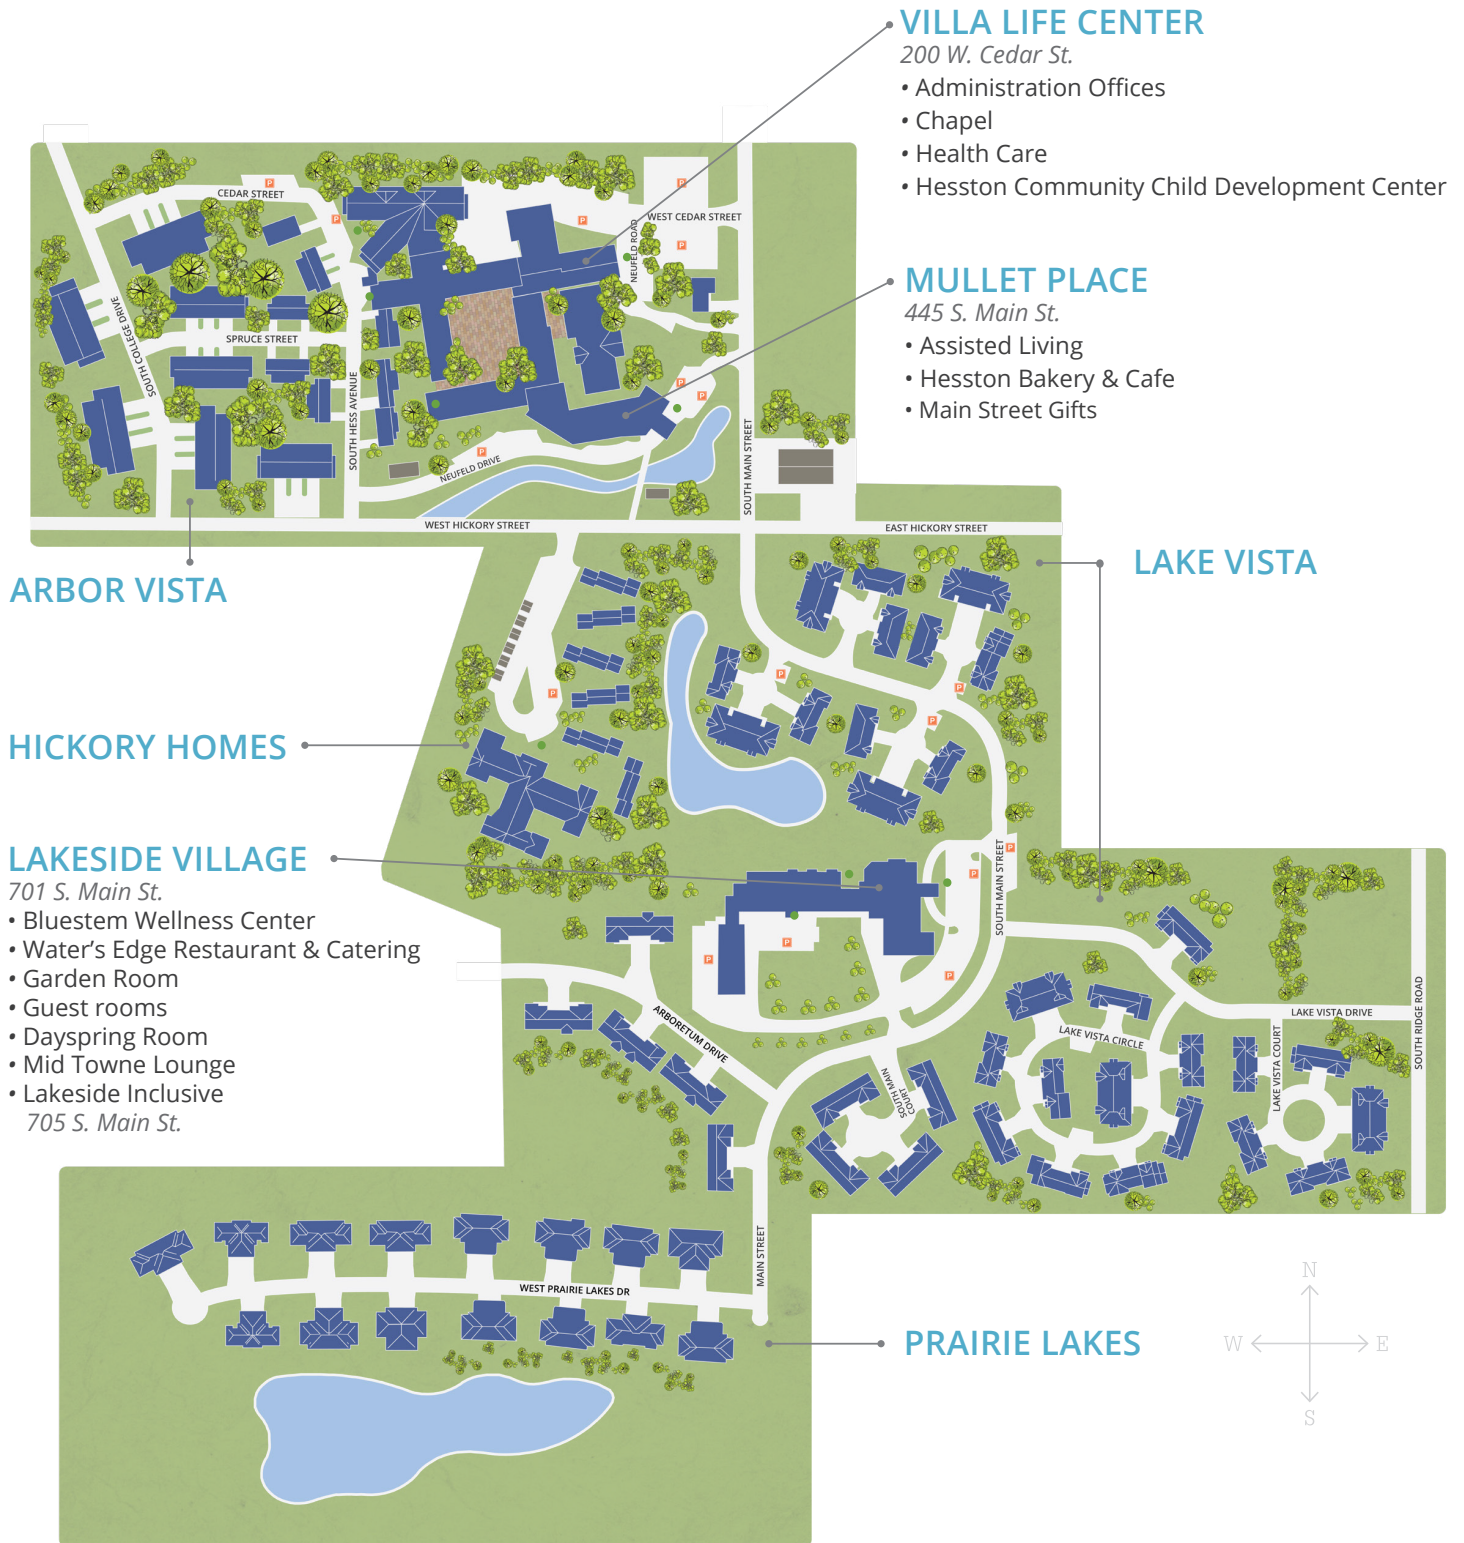 VILLA LIFE CENTER
200 W. Cedar St.
• Administration Offices
• Chapel
• Health Care
• Hesston Community Child Development Center
MULLET PLACE
445 S. Main St.
• Assisted Living
• Hesston Bakery & Cafe
• Main Street Gifts
CEDAR STREET
WEST CEDAR STREET
NEUFELD ROAD
SOUTH COLLEGE DRIVE
SPRUCE STREET
SOUTH HESS AVENUE
NEUFELD DRIVE
SOUTH MAIN STREET
WEST HICKORY STREET
EAST HICKORY STREET
P
P
P
P
P
P
P
P
ARBOR VISTA
LAKE VISTA
HICKORY HOMES
P
P
P
P
LAKESIDE VILLAGE
701 S. Main St.
• Bluestem Wellness Center
• Water's Edge Restaurant & Catering
• Garden Room
• Guest rooms
• Dayspring Room
• Mid Towne Lounge
• Lakeside Inclusive
705 S. Main St.
P
P
P
P
P
SOUTH MAIN STREET
ARBORETUM DRIVE
SOUTH MAIN
COURT
LAKE VISTA CIRCLE
LAKE VISTA DRIVE
LAKE VISTA COURT
SOUTH RIDGE ROAD
MAIN STREET
WEST PRAIRIE LAKES DR
PRAIRIE LAKES
N
W
E
S